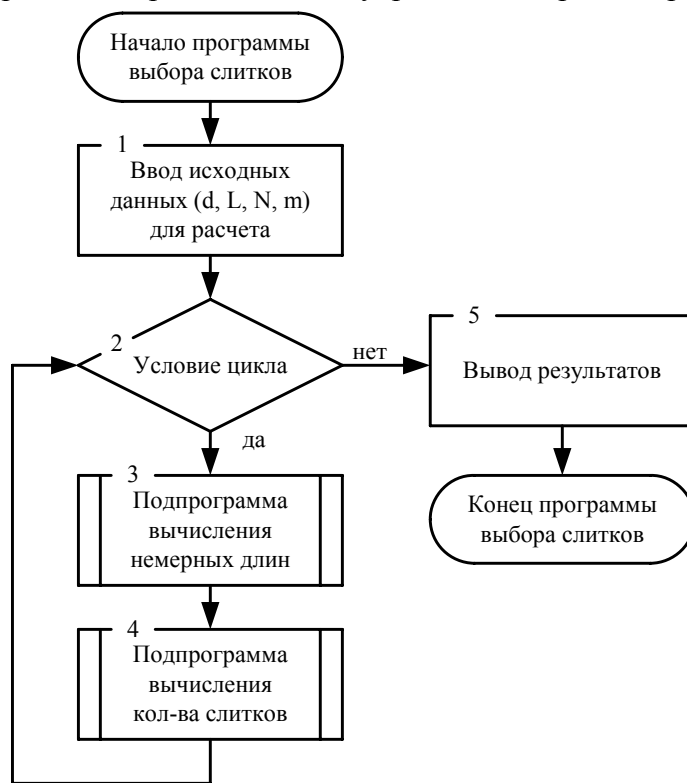 Начало программы
выбора слитков
1
Ввод исходных
данных (d, L, N, m)
для расчета
2
Условие цикла
нет
да
3
Подпрограмма
вычисления
немерных длин
4
Подпрограмма
вычисления
кол-ва слитков
5
Вывод результатов
Конец программы
выбора слитков